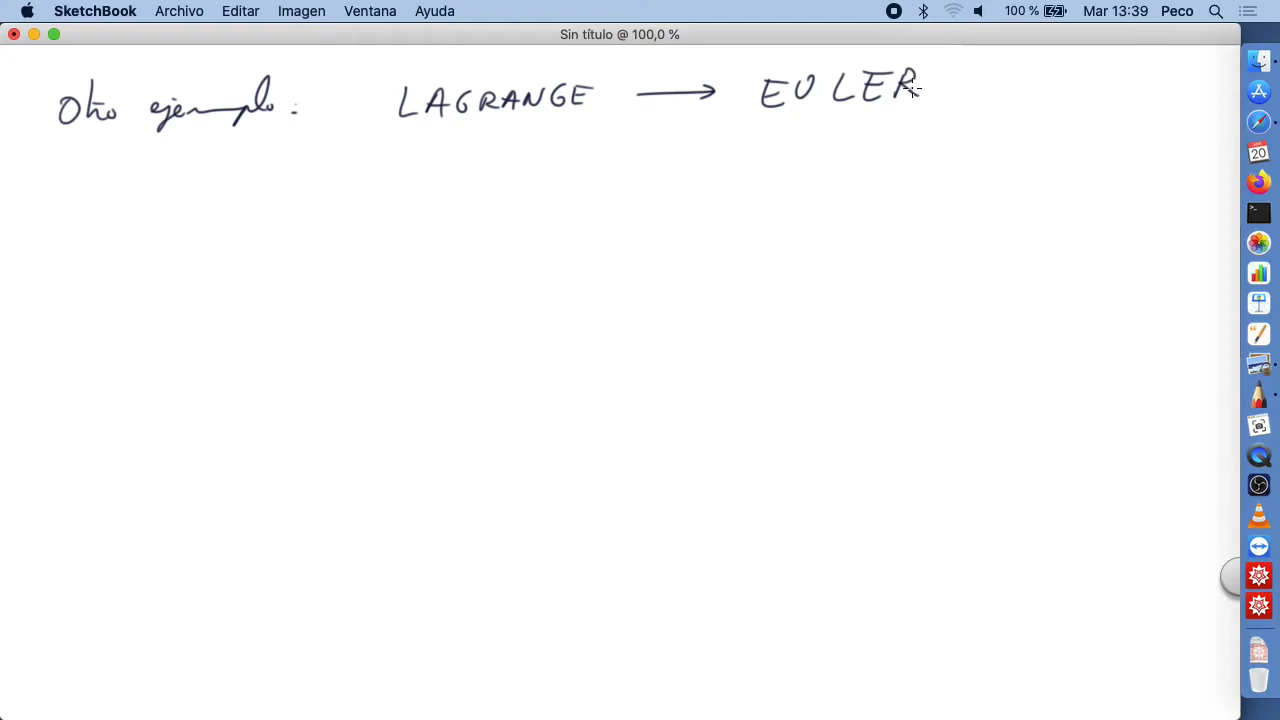 SketchBook Archivo Editar Imagen Ventana Ayuda 100 % Mar 13:39 Peco
Sin título @ 100,0 %
Otro ejemplo: LAGRANGE → EULER
20